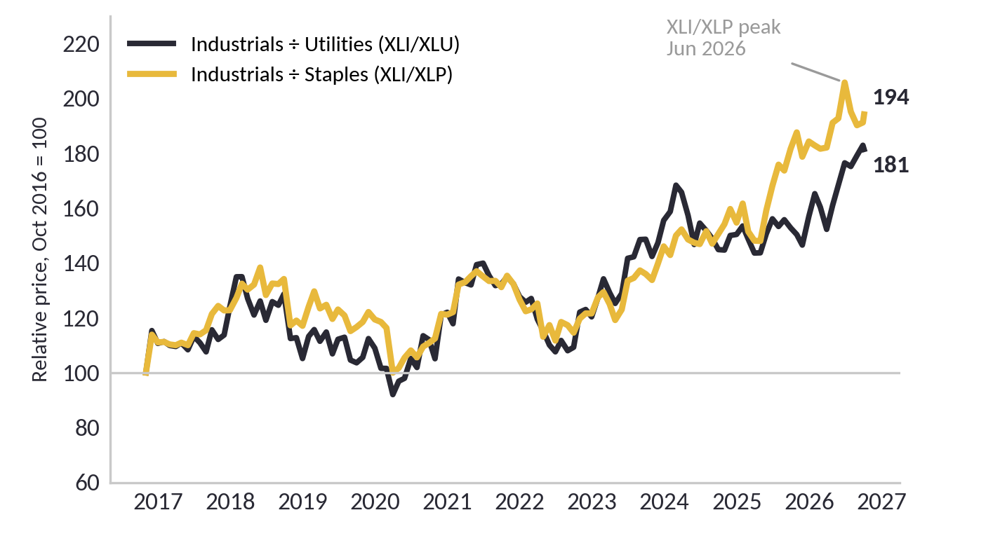 XLI/XLP peak
Jun 2026
Industrials ÷ Utilities (XLI/XLU)
Industrials ÷ Staples (XLI/XLP)
Relative price, Oct 2016 = 100
220
200
180
160
140
120
100
80
60
194
181
2017 2018 2019 2020 2021 2022 2023 2024 2025 2026 2027